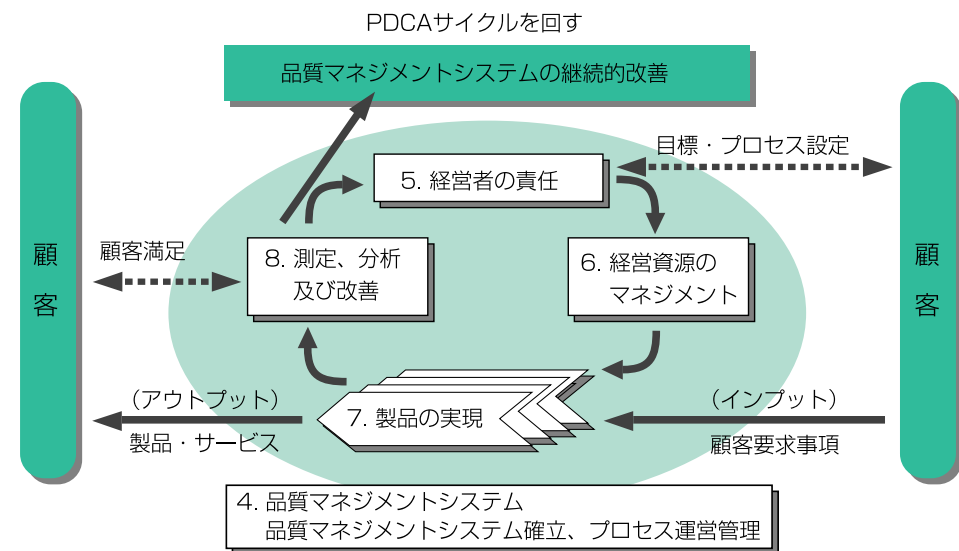 PDCAサイクルを回す
品質マネジメントシステムの継続的改善
目標・プロセス設定
5. 経営者の責任
顧客
顧客満足
8. 測定、分析
及び改善
6. 経営資源の
マネジメント
顧客
（アウトプット）
製品・サービス
7. 製品の実現
（インプット）
顧客要求事項
4. 品質マネジメントシステム
品質マネジメントシステム確立、プロセス運営管理